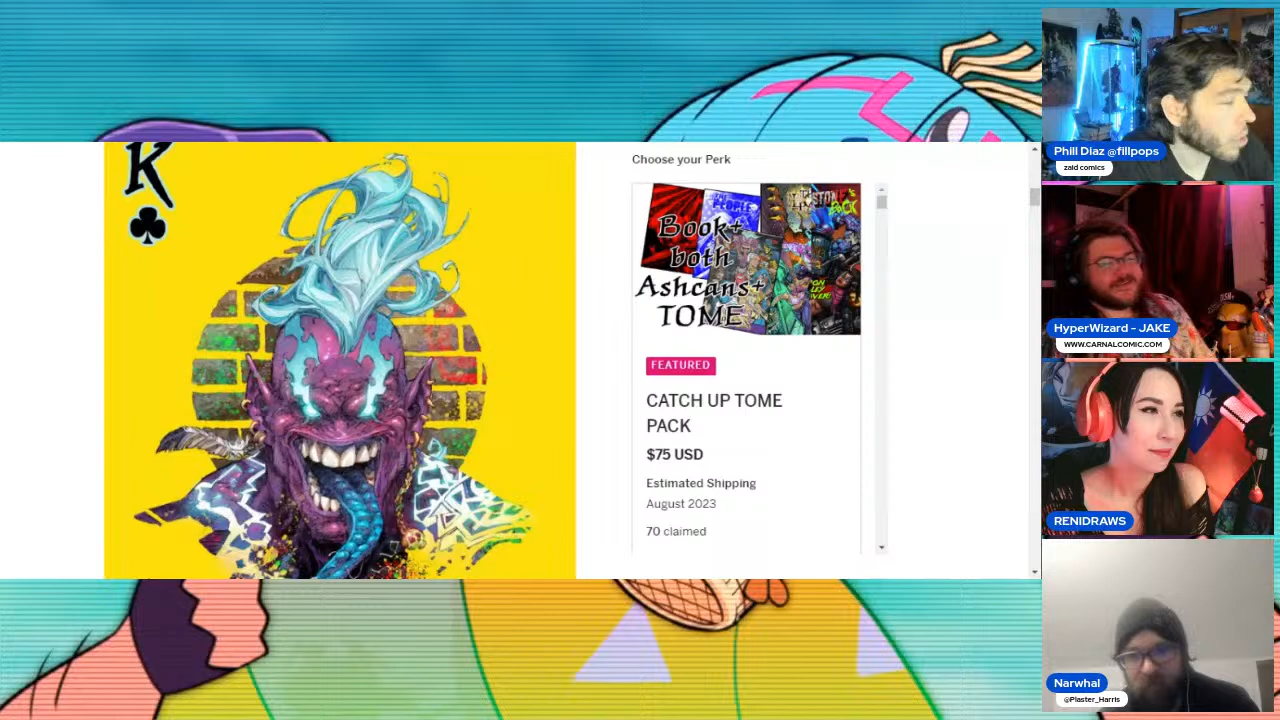 K
Choose your Perk
Book+
both
Ashcans+
TOME
FEATURED
CATCH UP TOME
PACK
$75 USD
Estimated Shipping
August 2023
70 claimed
Phill Diaz @fillpops
zaid comics
HyperWizard - JAKE
WWW.CARNALCOMIC.COM
RENIDRAWS
Narwhal
@Plaster_Harris